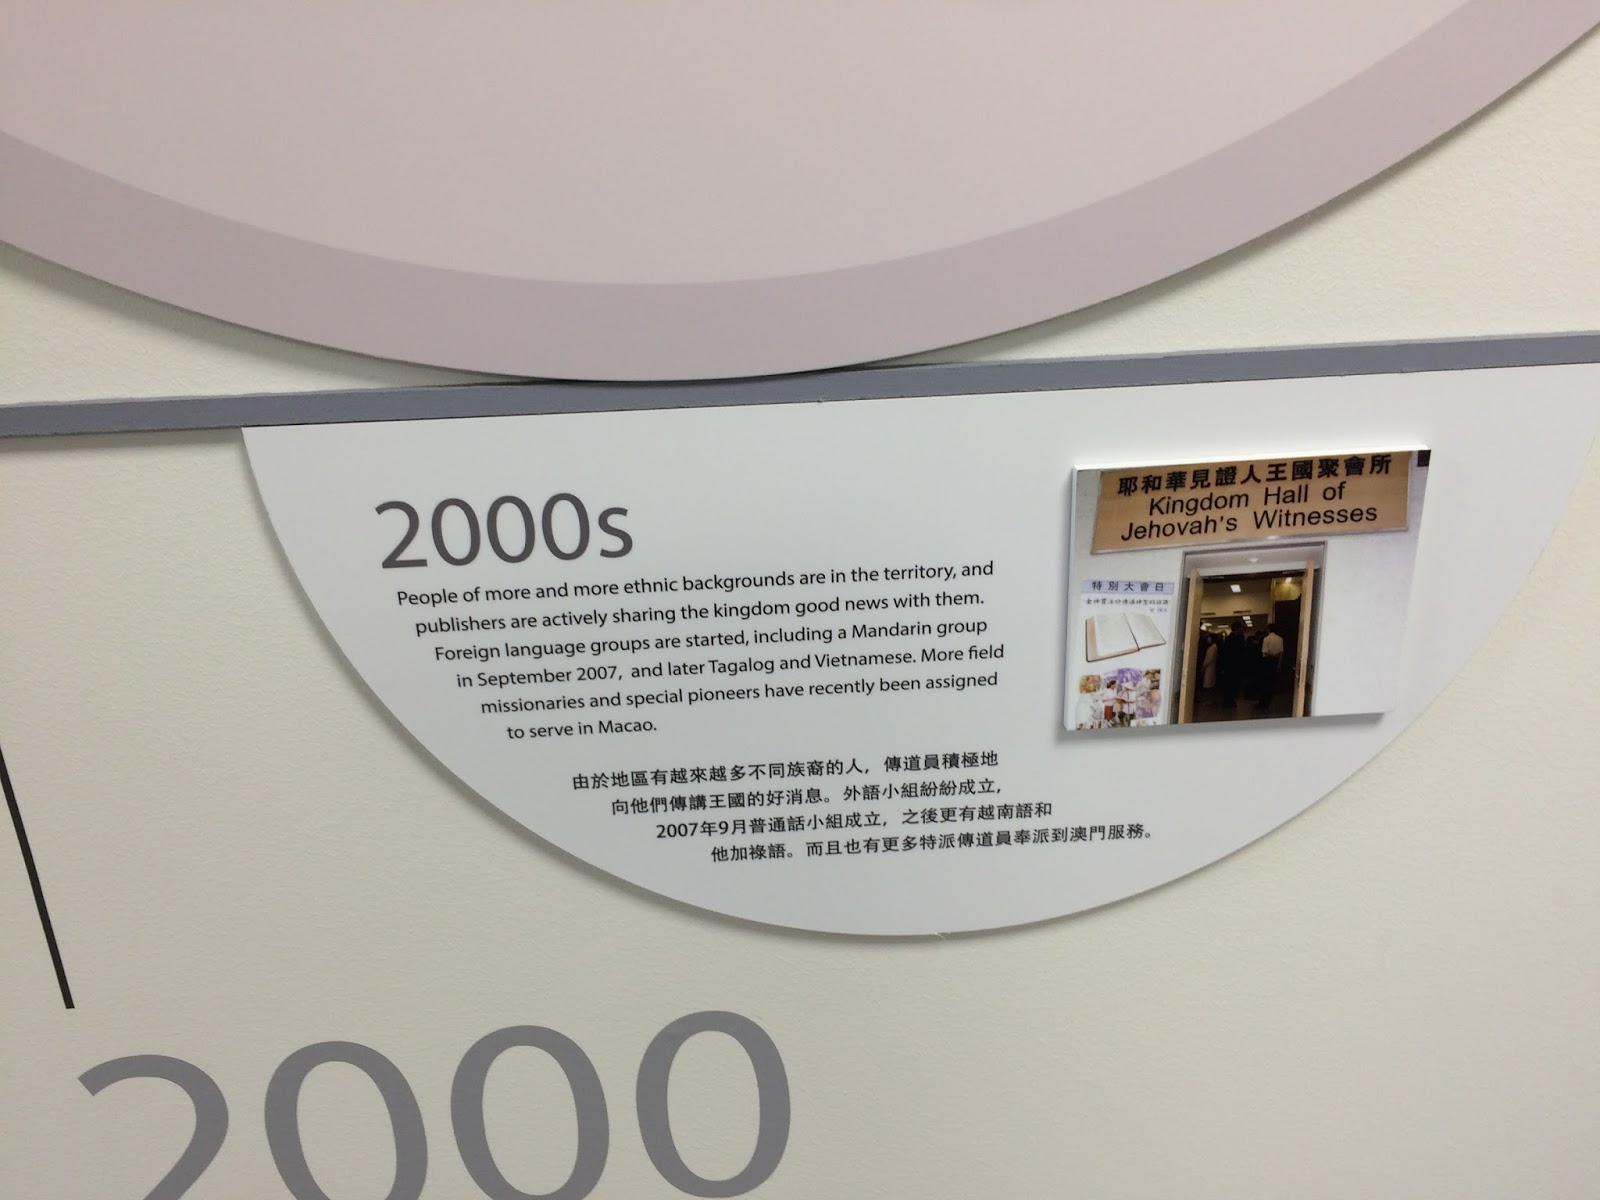 2000s
People of more and more ethnic backgrounds are in the territory, and
publishers are actively sharing the kingdom good news with them.
Foreign language groups are started, including a Mandarin group
in September 2007, and later Tagalog and Vietnamese. More field
missionaries and special pioneers have recently been assigned
to serve in Macao.
由於地區有越來越多不同族裔的人，傳道員積極地
向他們傳講王國的好消息。外語小組紛紛成立，
2007年9月普通話小組成立，之後更有越南語和
他加祿語。而且也有更多特派傳道員奉派到澳門服務。
耶和華見證人王國聚會所
Kingdom Hall of
Jehovah's Witnesses
特別大會日
2000